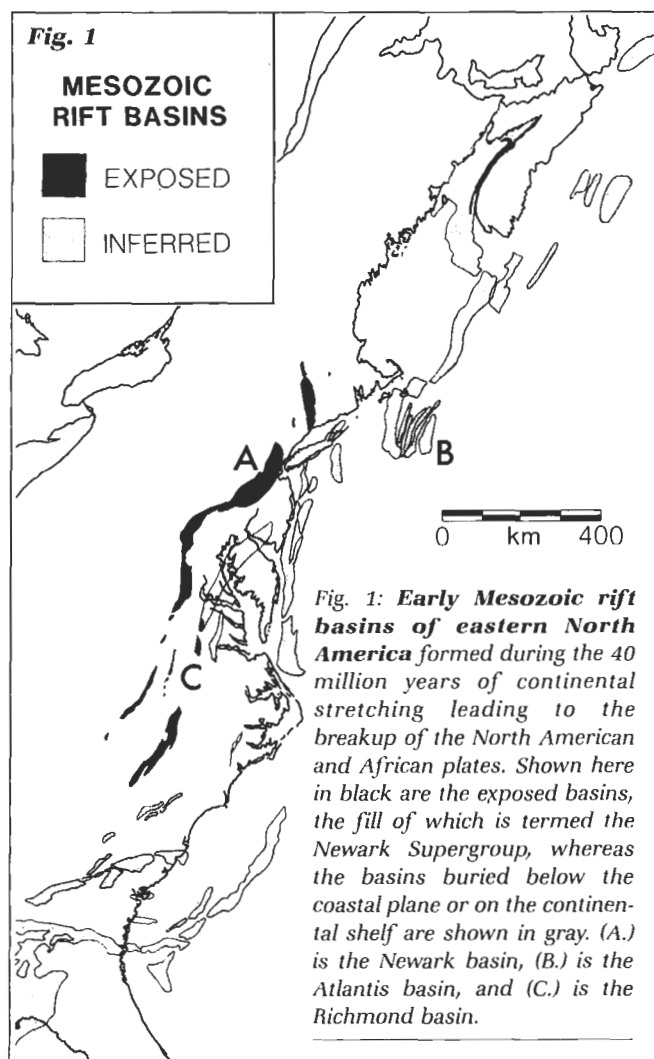 Fig. 1
MESOZOIC
RIFT BASINS
EXPOSED
INFERRED
A
B
0 km 400
C
Fig. 1: Early Mesozoic rift
basins of eastern North
America formed during the 40
million years of continental
stretching leading to the
breakup of the North American
and African plates. Shown here
in black are the exposed basins,
the fill of which is termed the
Newark Supergroup, whereas
the basins buried below the
coastal plane or on the continen-
tal shelf are shown in gray. (A.)
is the Newark basin, (B.) is the
Atlantis basin, and (C.) is the
Richmond basin.